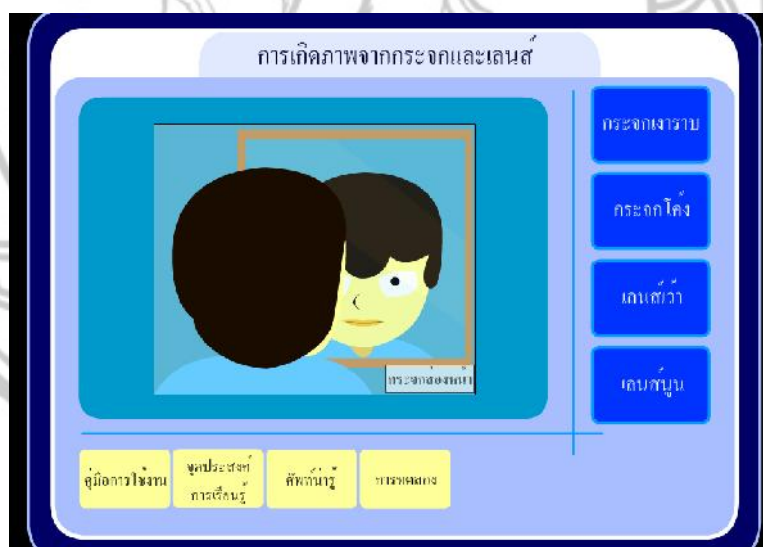 การเกิดภาพจากกระจกและเลนส์
กระจกเงาราบ
กระจกโค้ง
เลนส์เว้า
เลนส์นูน
กระจกส่องหน้า
คู่มือการใช้งาน
จุดประสงค์
การเรียนรู้
ศัพท์น่ารู้
การทดลอง